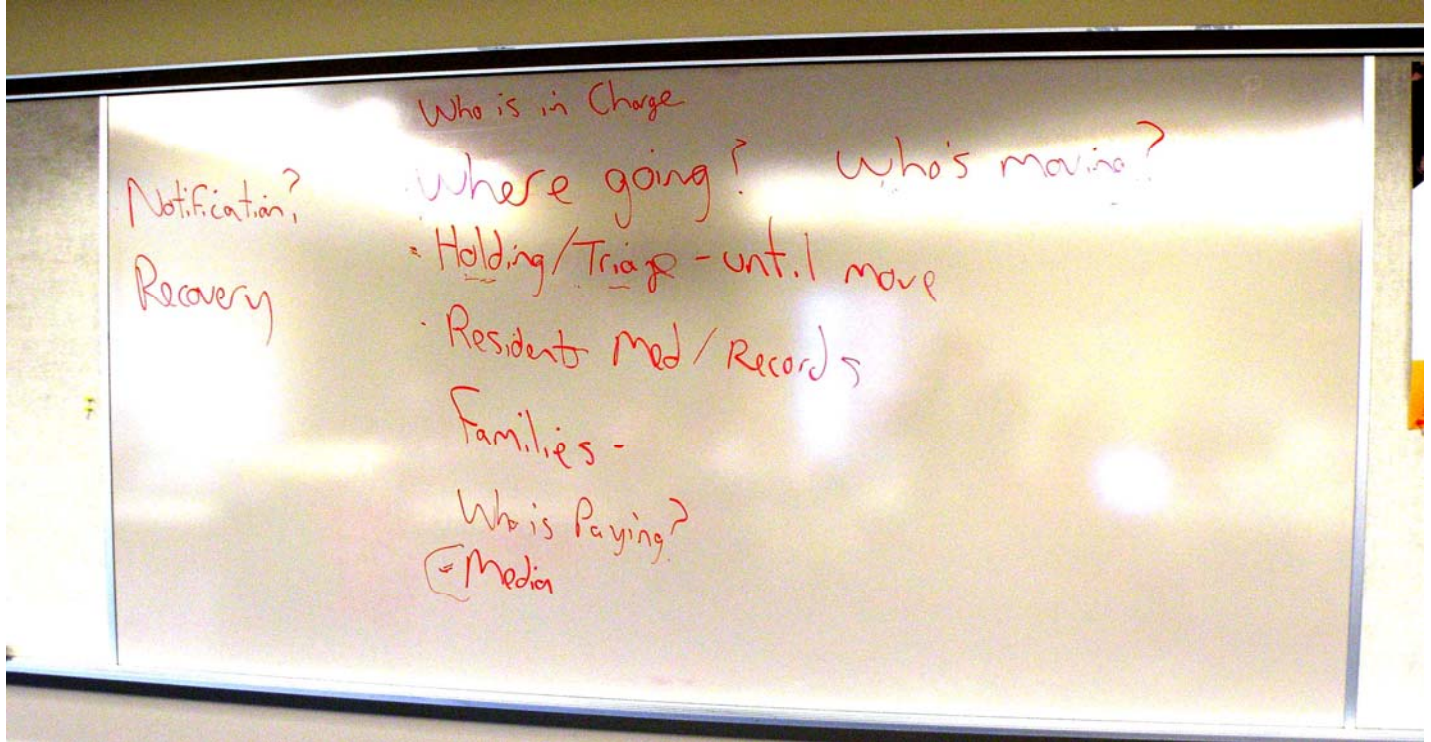 Who is in Charge
Where going? Who's moving?
Notification?
Recovery
- Holding/Triage - until move
· Residents Med/Records
Families -
Who is Paying?
- Media